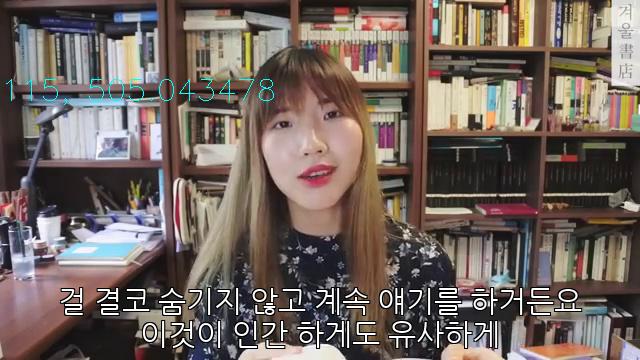 겨울書店
115, 505.043478
걸 결코 숨기지 않고 계속 얘기를 하거든요
이것이 인간 하게도 유사하게